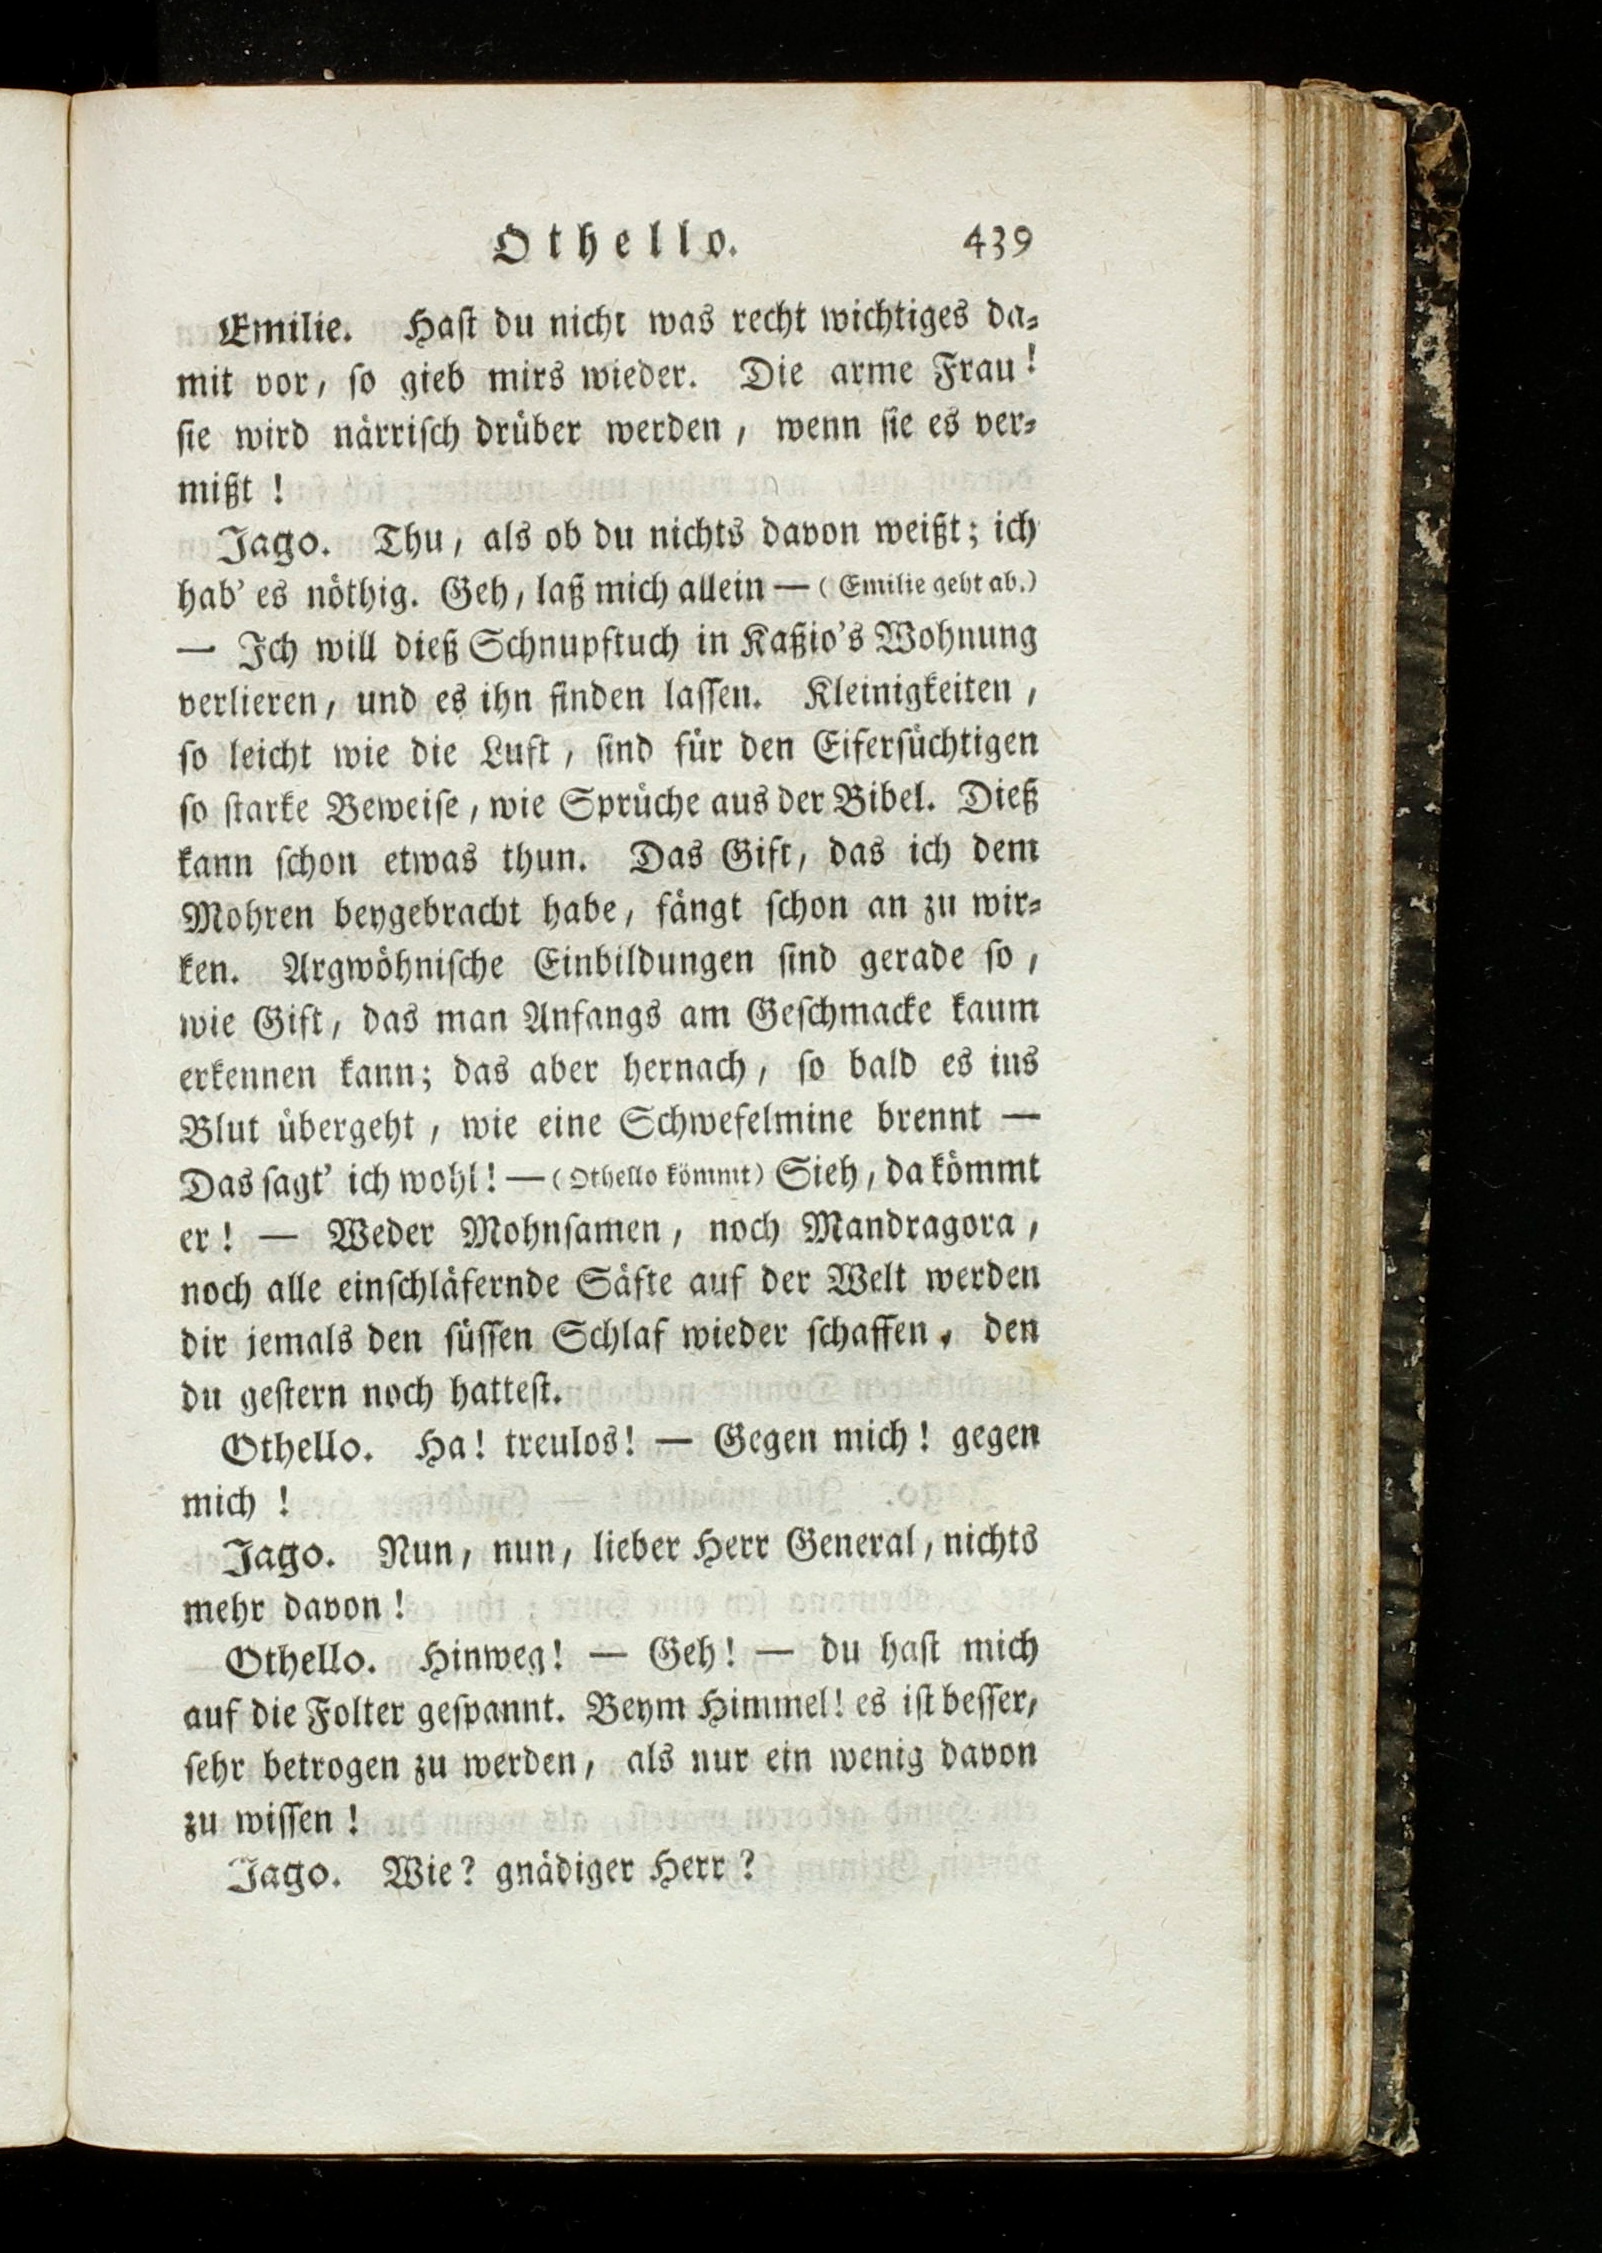 Othello. 439
Emilie. Haſt du nicht was recht wichtiges da⸗
mit vor, ſo gieb mirs wieder. Die arme Frau!
ſie wird närriſch drüber werden, wenn ſie es ver⸗
mißt!
Jago. Thu, als ob du nichts davon weißt; ich
hab' es nöthig. Geh, laß mich allein — (Emilie geht ab.)
— Ich will dieß Schnupftuch in Kaßio's Wohnung
verlieren, und es ihn finden laſſen. Kleinigkeiten,
ſo leicht wie die Luft, ſind für den Eiferſüchtigen
ſo ſtarke Beweiſe, wie Sprüche aus der Bibel. Dieß
kann ſchon etwas thun. Das Gift, das ich dem
Mohren beygebracht habe, fängt ſchon an zu wir⸗
ken. Argwöhniſche Einbildungen ſind gerade ſo,
wie Gift, das man Anfangs am Geſchmacke kaum
erkennen kann; das aber hernach, ſo bald es ins
Blut übergeht, wie eine Schwefelmine brennt —
Das ſagt' ich wohl! — (Othello kömmt) Sieh, da kömmt
er! — Weder Mohnſamen, noch Mandragora,
noch alle einſchläfernde Säfte auf der Welt werden
dir jemals den ſüſſen Schlaf wieder ſchaffen, den
du geſtern noch hatteſt.
Othello. Ha! treulos! — Gegen mich! gegen
mich!
Jago. Nun, nun, lieber Herr General, nichts
mehr davon!
Othello. Hinweg! — Geh! — du haſt mich
auf die Folter geſpannt. Beym Himmel! es iſt beſſer,
ſehr betrogen zu werden, als nur ein wenig davon
zu wiſſen!
Jago. Wie? gnädiger Herr?